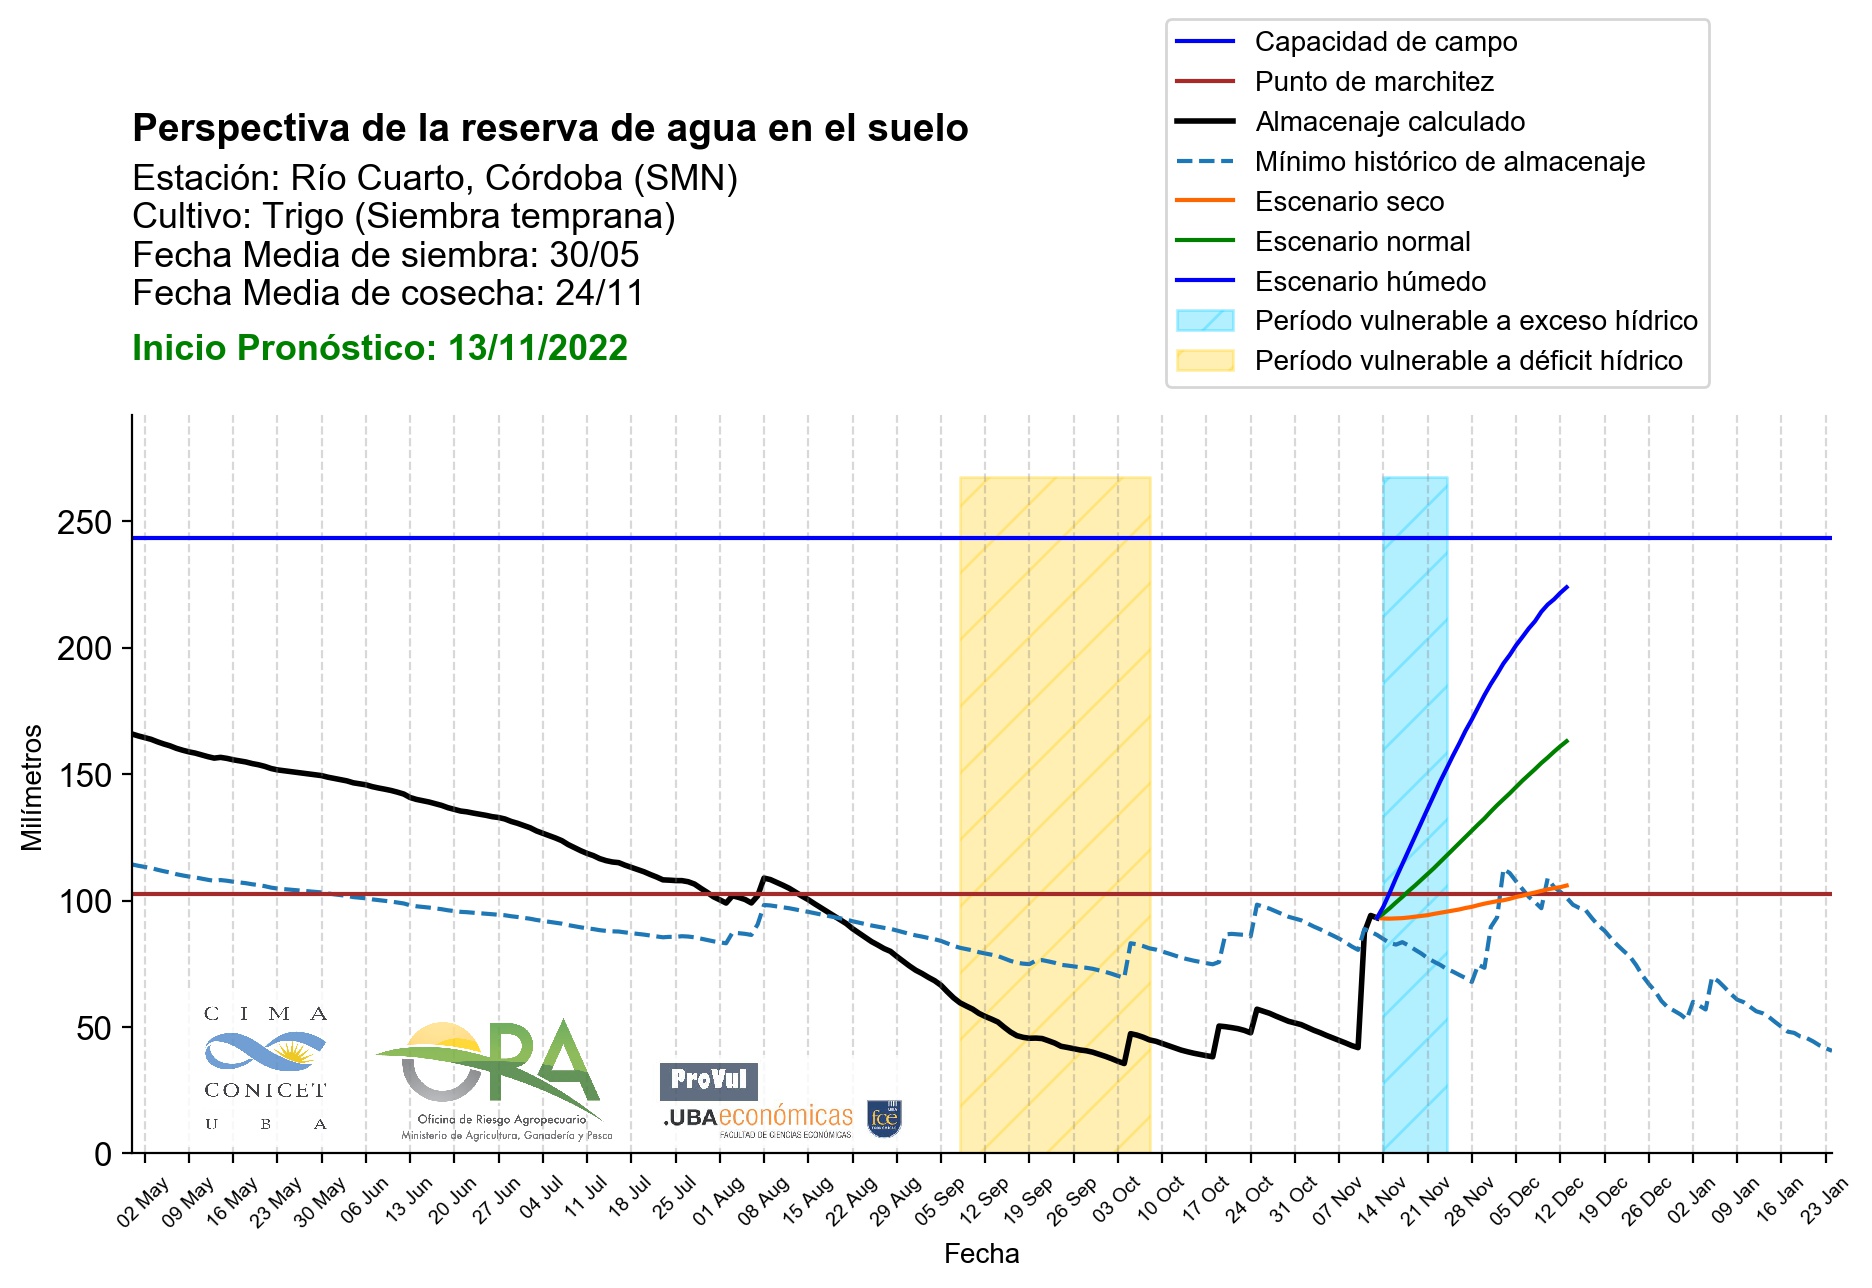 Capacidad de campo
Punto de marchitez
Almacenaje calculado
Mínimo histórico de almacenaje
Escenario seco
Escenario normal
Escenario húmedo
Período vulnerable a exceso hídrico
Período vulnerable a déficit hídrico
Perspectiva de la reserva de agua en el suelo
Estación: Río Cuarto, Córdoba (SMN)
Cultivo: Trigo (Siembra temprana)
Fecha Media de siembra: 30/05
Fecha Media de cosecha: 24/11
Inicio Pronóstico: 13/11/2022
Milímetros
250
200
150
100
50
0
CIMA
CONICET
UBA
ORA
Oficina de Riesgo Agropecuario
Ministerio de Agricultura, Ganadería y Pesca
ProVul
.UBAeconómicas
FACULTAD DE CIENCIAS ECONÓMICAS
fce
02 May
09 May
16 May
23 May
30 May
06 Jun
13 Jun
20 Jun
27 Jun
04 Jul
11 Jul
18 Jul
25 Jul
01 Aug
08 Aug
15 Aug
22 Aug
29 Aug
05 Sep
12 Sep
19 Sep
26 Sep
03 Oct
10 Oct
17 Oct
24 Oct
31 Oct
07 Nov
14 Nov
21 Nov
28 Nov
05 Dec
12 Dec
19 Dec
26 Dec
02 Jan
09 Jan
16 Jan
23 Jan
Fecha